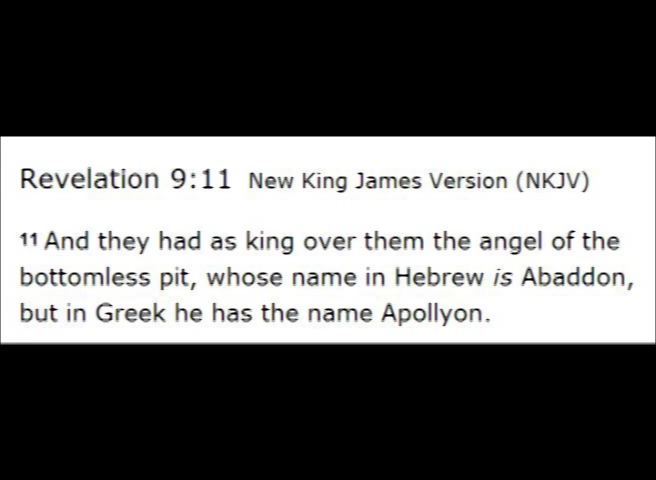 Revelation 9:11 New King James Version (NKJV)
11 And they had as king over them the angel of the
bottomless pit, whose name in Hebrew is Abaddon,
but in Greek he has the name Apollyon.